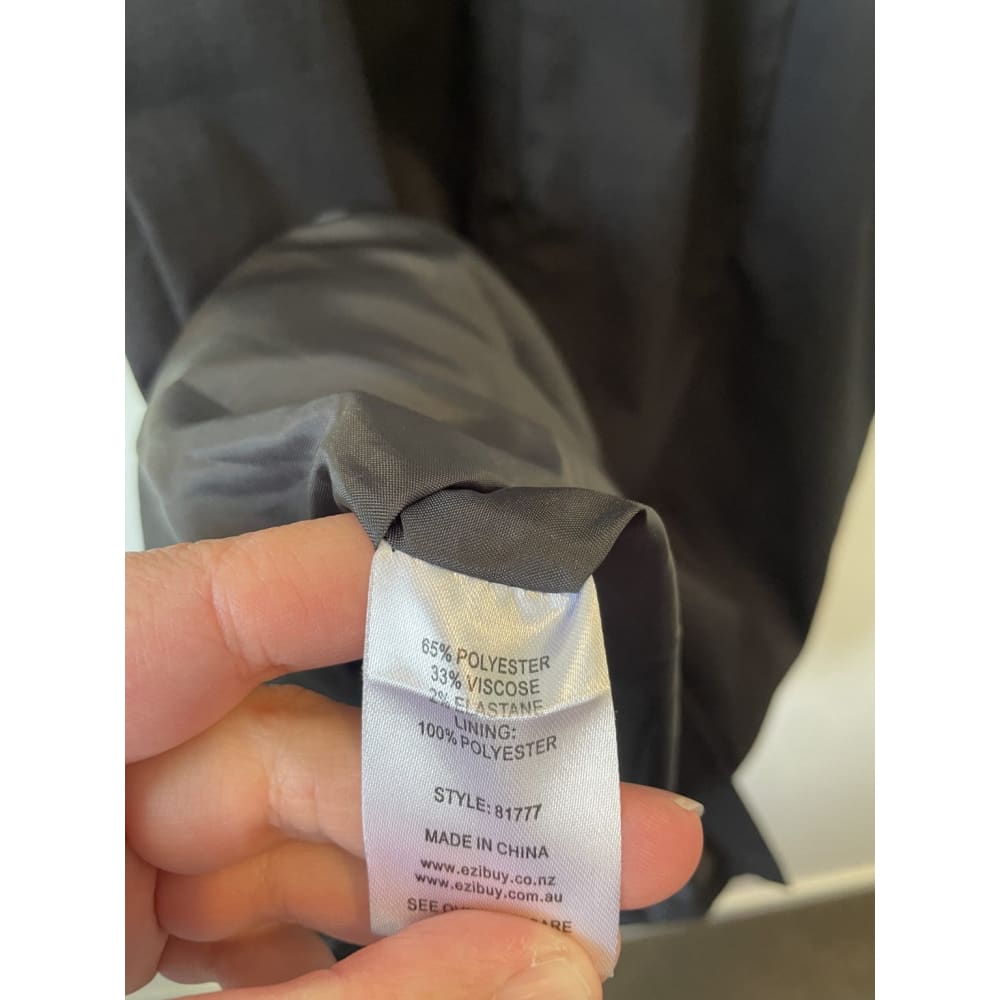 65% POLYESTER
33% VISCOSE
2% ELASTANE
LINING:
100% POLYESTER
STYLE: 81777
MADE IN CHINA
www.ezibuy.co.nz
www.ezibuy.com.au
SEE